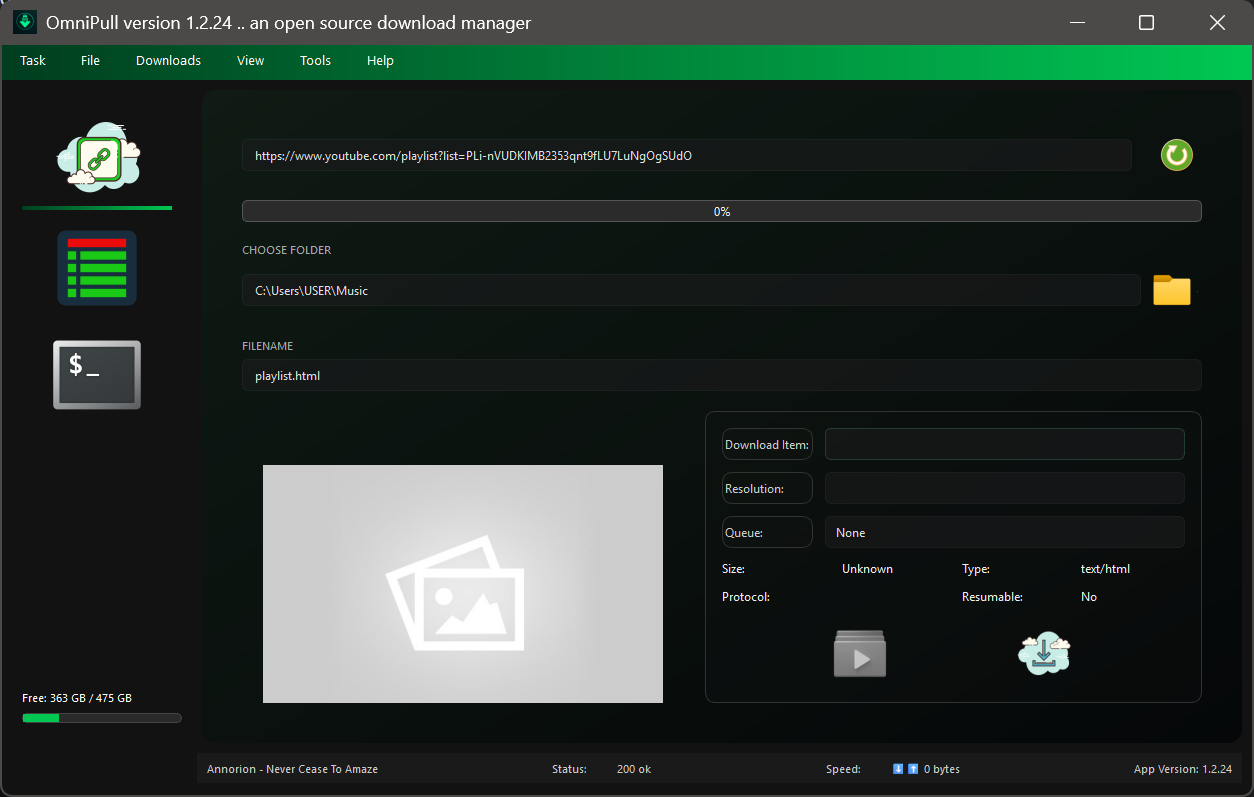 OmniPull version 1.2.24 .. an open source download manager
Task File Downloads View Tools Help
https://www.youtube.com/playlist?list=PLi-nVUDKlMB2353qnt9fLU7LuNgOgSUdO
0%
CHOOSE FOLDER
C:\Users\USER\Music
FILENAME
playlist.html
$_
Download Item:
Resolution:
Queue: None
Size: Unknown Type: text/html
Protocol: Resumable: No
Free: 363 GB / 475 GB
Annorion - Never Cease To Amaze Status: 200 ok Speed: 0 bytes App Version: 1.2.24